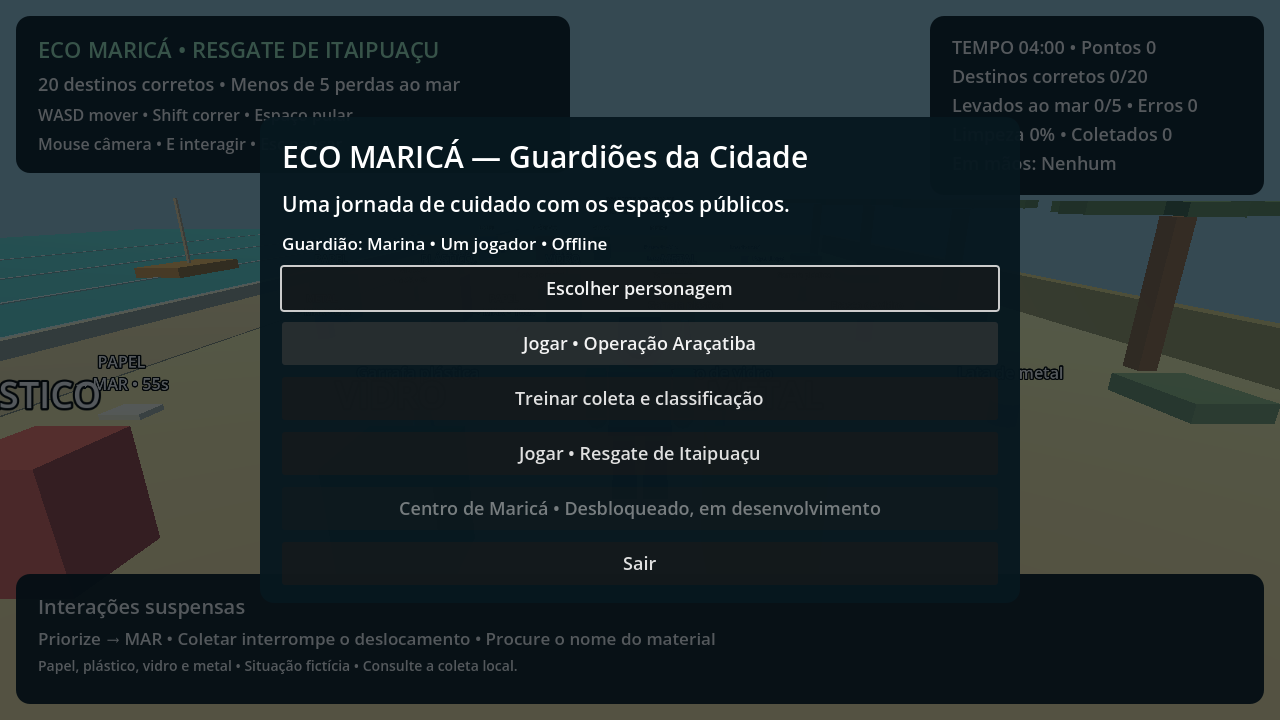 ECO MARICÁ • RESGATE DE ITAIPUAÇU
20 destinos corretos • Menos de 5 perdas ao mar
WASD mover • Shift correr • Espaço pular
Mouse câmera • E interagir •
TEMPO 04:00 • Pontos 0
Destinos corretos 0/20
Levados ao mar 0/5 • Erros 0
Limpeza 0% • Coletados 0
Nenhum
ECO MARICÁ — Guardiões da Cidade
Uma jornada de cuidado com os espaços públicos.
Guardião: Marina • Um jogador • Offline
Escolher personagem
Jogar • Operação Araçatiba
Treinar coleta e classificação
Jogar • Resgate de Itaipuaçu
Centro de Maricá • Desbloqueado, em desenvolvimento
Sair
PAPEL
MAR • 55s
STICO
metal
Interações suspensas
Priorize → MAR • Coletar interrompe o deslocamento • Procure o nome do material
Papel, plástico, vidro e metal • Situação fictícia • Consulte a coleta local.